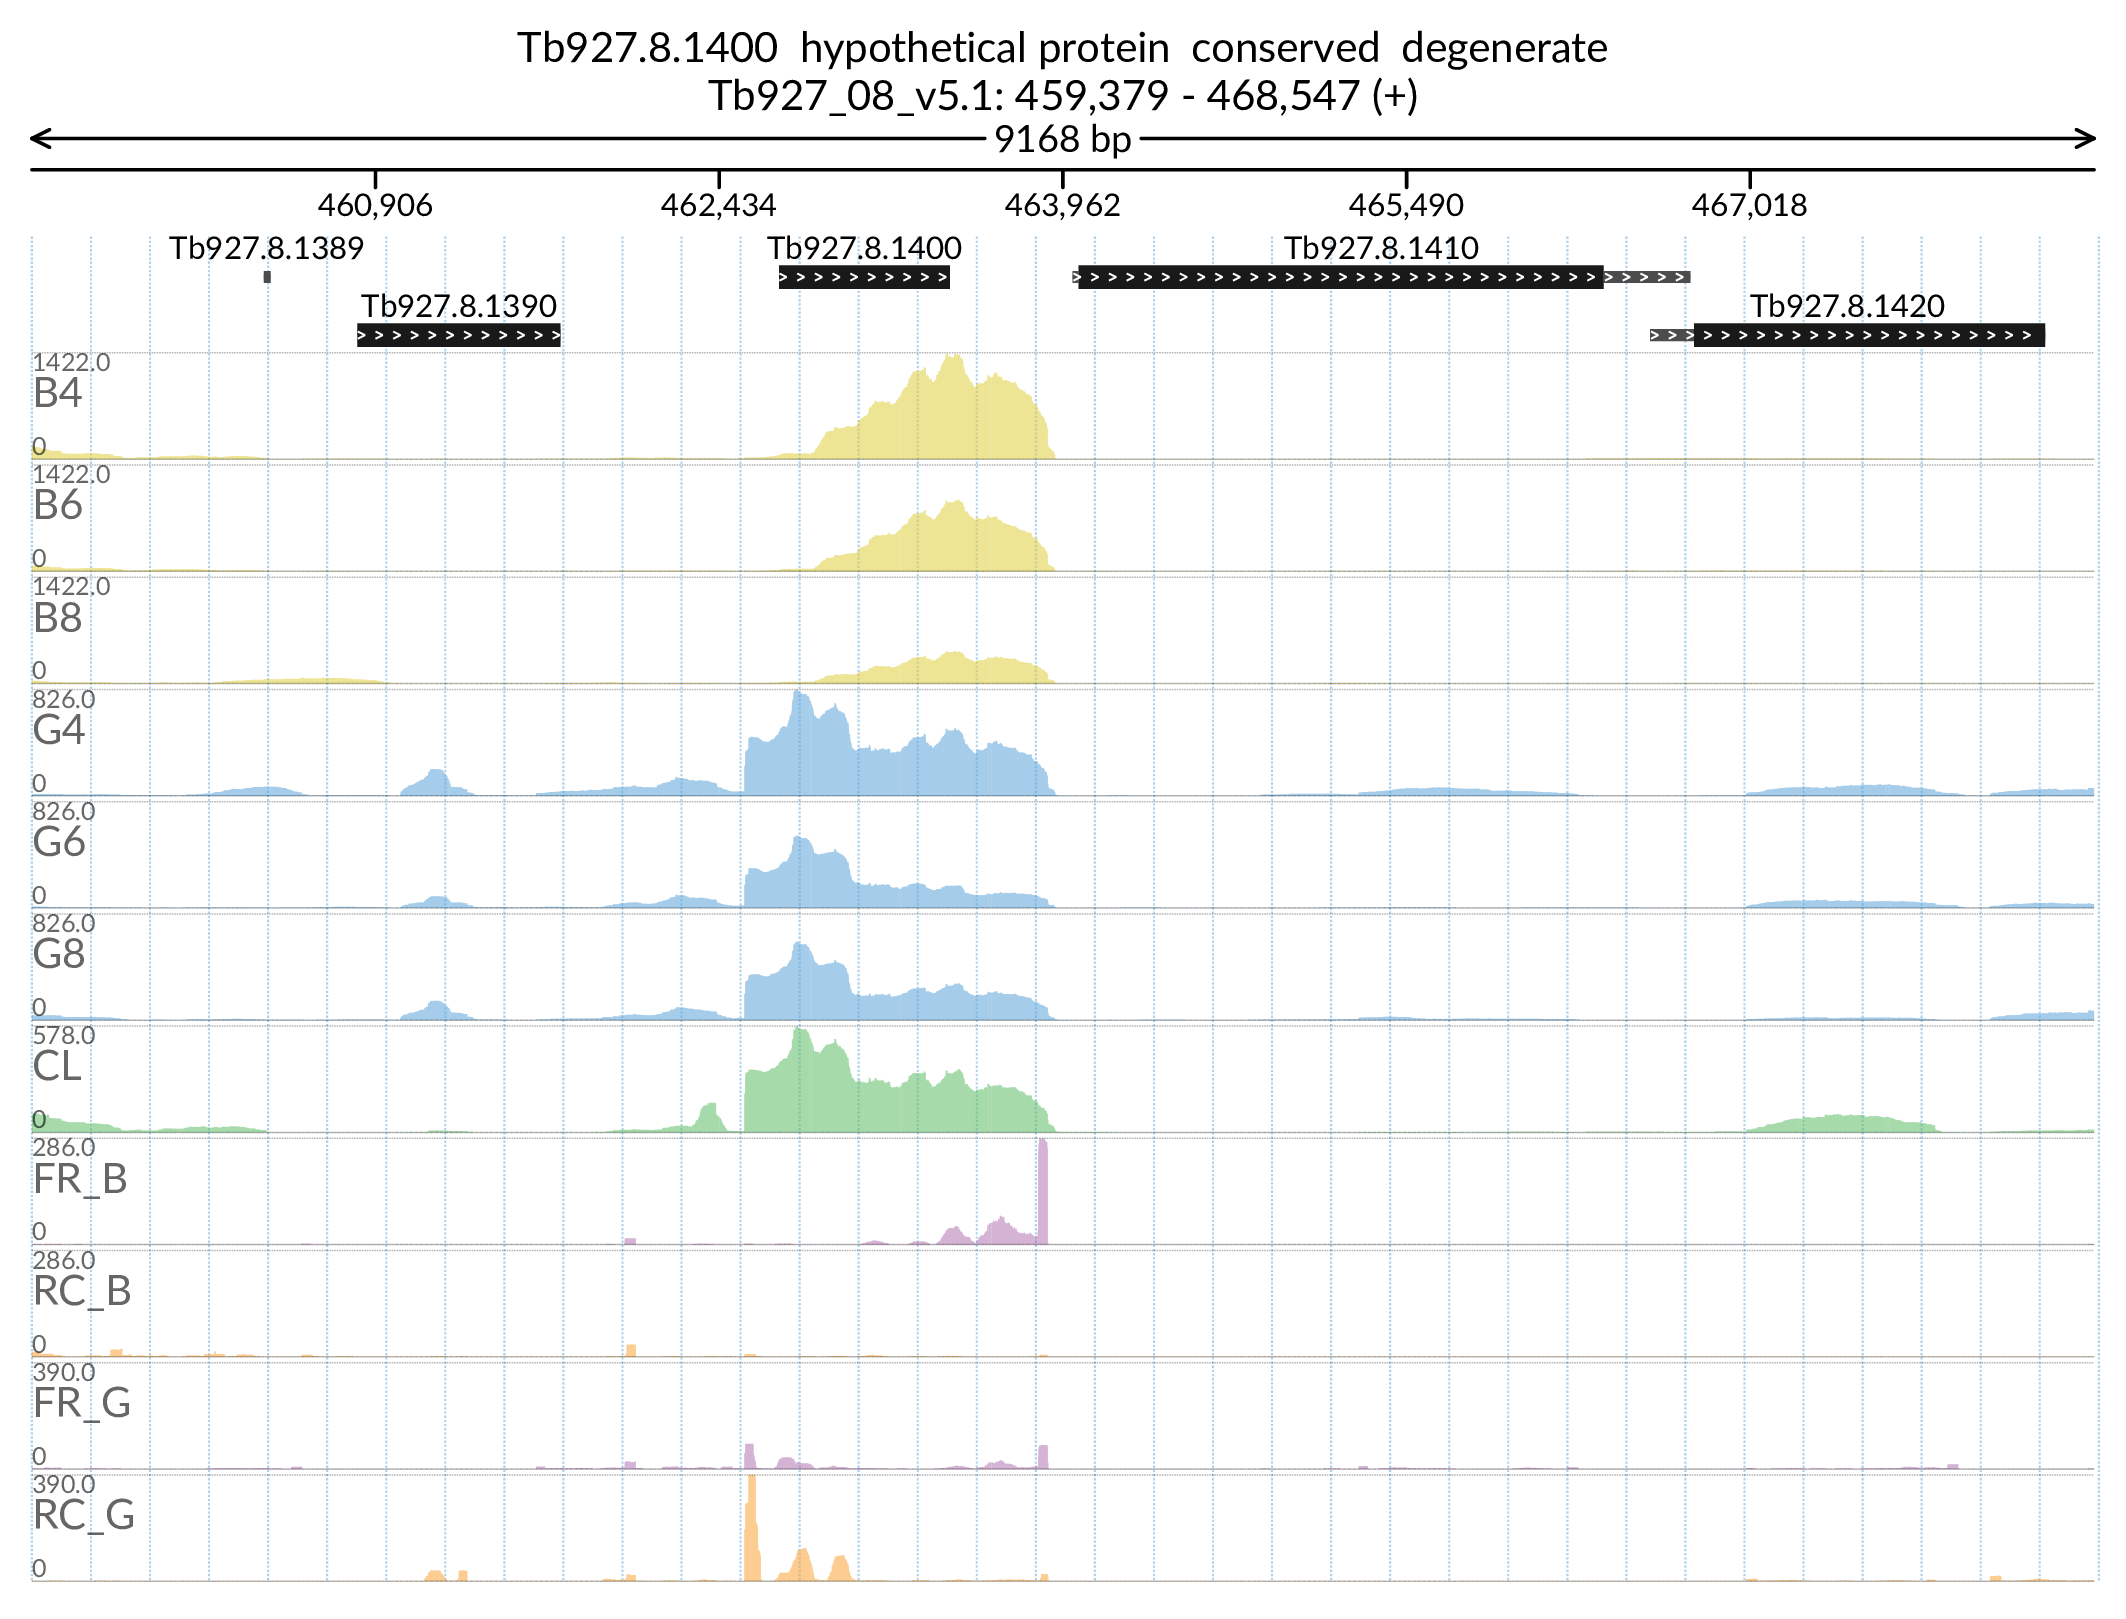 Tb927.8.1400 hypothetical protein conserved degenerate
Tb927_08_v5.1: 459,379 - 468,547 (+)
9168 bp
460,906 462,434 463,962 465,490 467,018
Tb927.8.1389 Tb927.8.1400 Tb927.8.1410
Tb927.8.1390 Tb927.8.1420
1422.0
B4
0
1422.0
B6
0
1422.0
B8
0
826.0
G4
0
826.0
G6
0
826.0
G8
0
578.0
CL
0
286.0
FR_B
0
286.0
RC_B
0
390.0
FR_G
0
390.0
RC_G
0